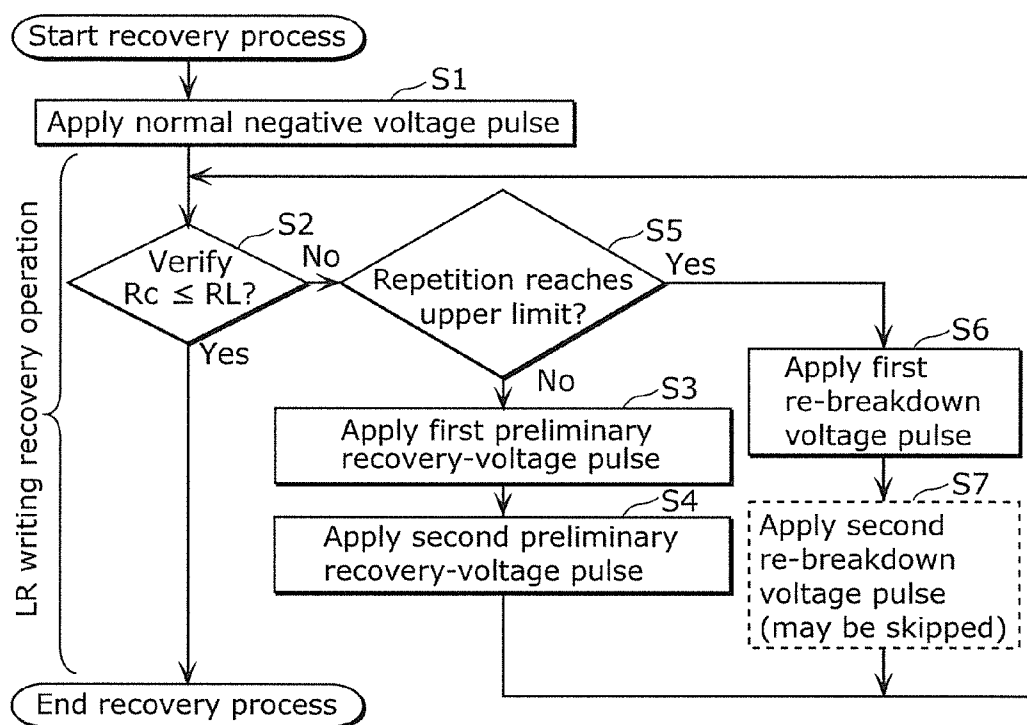 Start recovery process
S1
Apply normal negative voltage pulse
LR writing recovery operation
S2
Verify
Rc ≤ RL?
No
Yes
S5
Repetition reaches
upper limit?
Yes
No
S3
Apply first preliminary
recovery-voltage pulse
S4
Apply second preliminary
recovery-voltage pulse
S6
Apply first
re-breakdown
voltage pulse
S7
Apply second
re-breakdown
voltage pulse
(may be skipped)
End recovery process